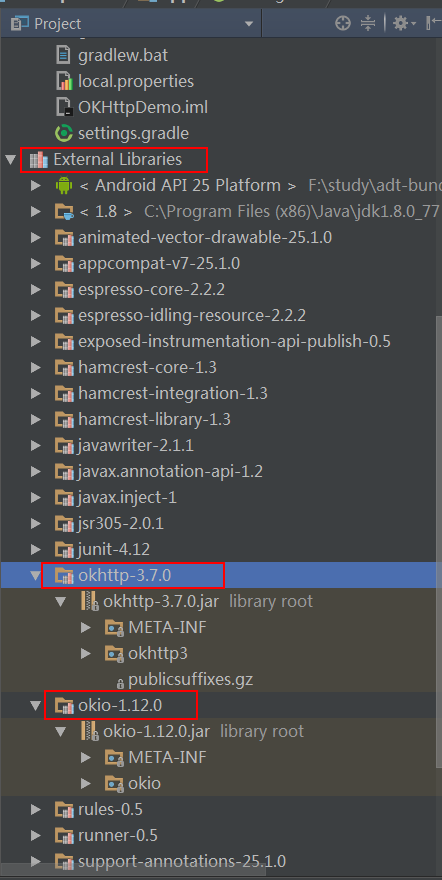 Project
gradlew.bat
local.properties
OKHttpDemo.iml
settings.gradle
External Libraries
< Android API 25 Platform > F:\study\adt-bund
< 1.8 > C:\Program Files (x86)\Java\jdk1.8.0_77
animated-vector-drawable-25.1.0
appcompat-v7-25.1.0
espresso-core-2.2.2
espresso-idling-resource-2.2.2
exposed-instrumentation-api-publish-0.5
hamcrest-core-1.3
hamcrest-integration-1.3
hamcrest-library-1.3
javawriter-2.1.1
javax.annotation-api-1.2
javax.inject-1
jsr305-2.0.1
junit-4.12
okhttp-3.7.0
okhttp-3.7.0.jar library root
META-INF
okhttp3
publicsuffixes.gz
okio-1.12.0
okio-1.12.0.jar library root
META-INF
okio
rules-0.5
runner-0.5
support-annotations-25.1.0